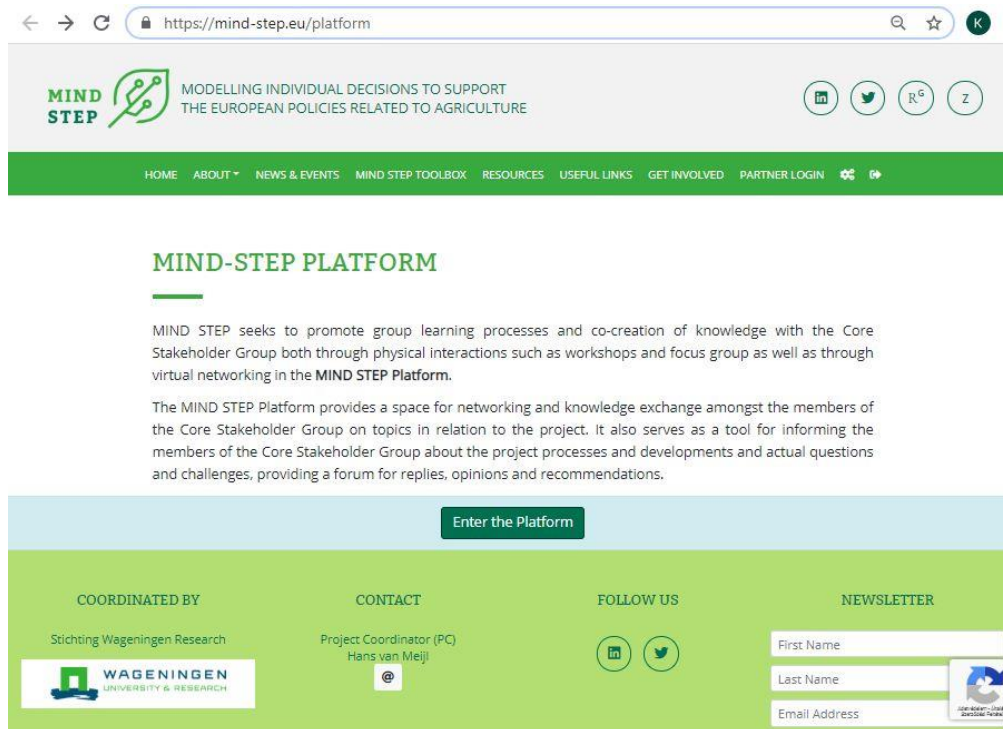 https://mind-step.eu/platform
K
MIND
STEP
MODELLING INDIVIDUAL DECISIONS TO SUPPORT
THE EUROPEAN POLICIES RELATED TO AGRICULTURE
in
RG
Z
HOME ABOUT NEWS & EVENTS MIND STEP TOOLBOX RESOURCES USEFUL LINKS GET INVOLVED PARTNER LOGIN
MIND-STEP PLATFORM
MIND STEP seeks to promote group learning processes and co-creation of knowledge with the Core
Stakeholder Group both through physical interactions such as workshops and focus group as well as through
virtual networking in the MIND STEP Platform.
The MIND STEP Platform provides a space for networking and knowledge exchange amongst the members of
the Core Stakeholder Group on topics in relation to the project. It also serves as a tool for informing the
members of the Core Stakeholder Group about the project processes and developments and actual questions
and challenges, providing a forum for replies, opinions and recommendations.
Enter the Platform
COORDINATED BY
Stichting Wageningen Research
WAGENINGEN
UNIVERSITY & RESEARCH
CONTACT
Project Coordinator (PC)
Hans van Meijl
@
FOLLOW US
in
NEWSLETTER
First Name
Last Name
Email Address